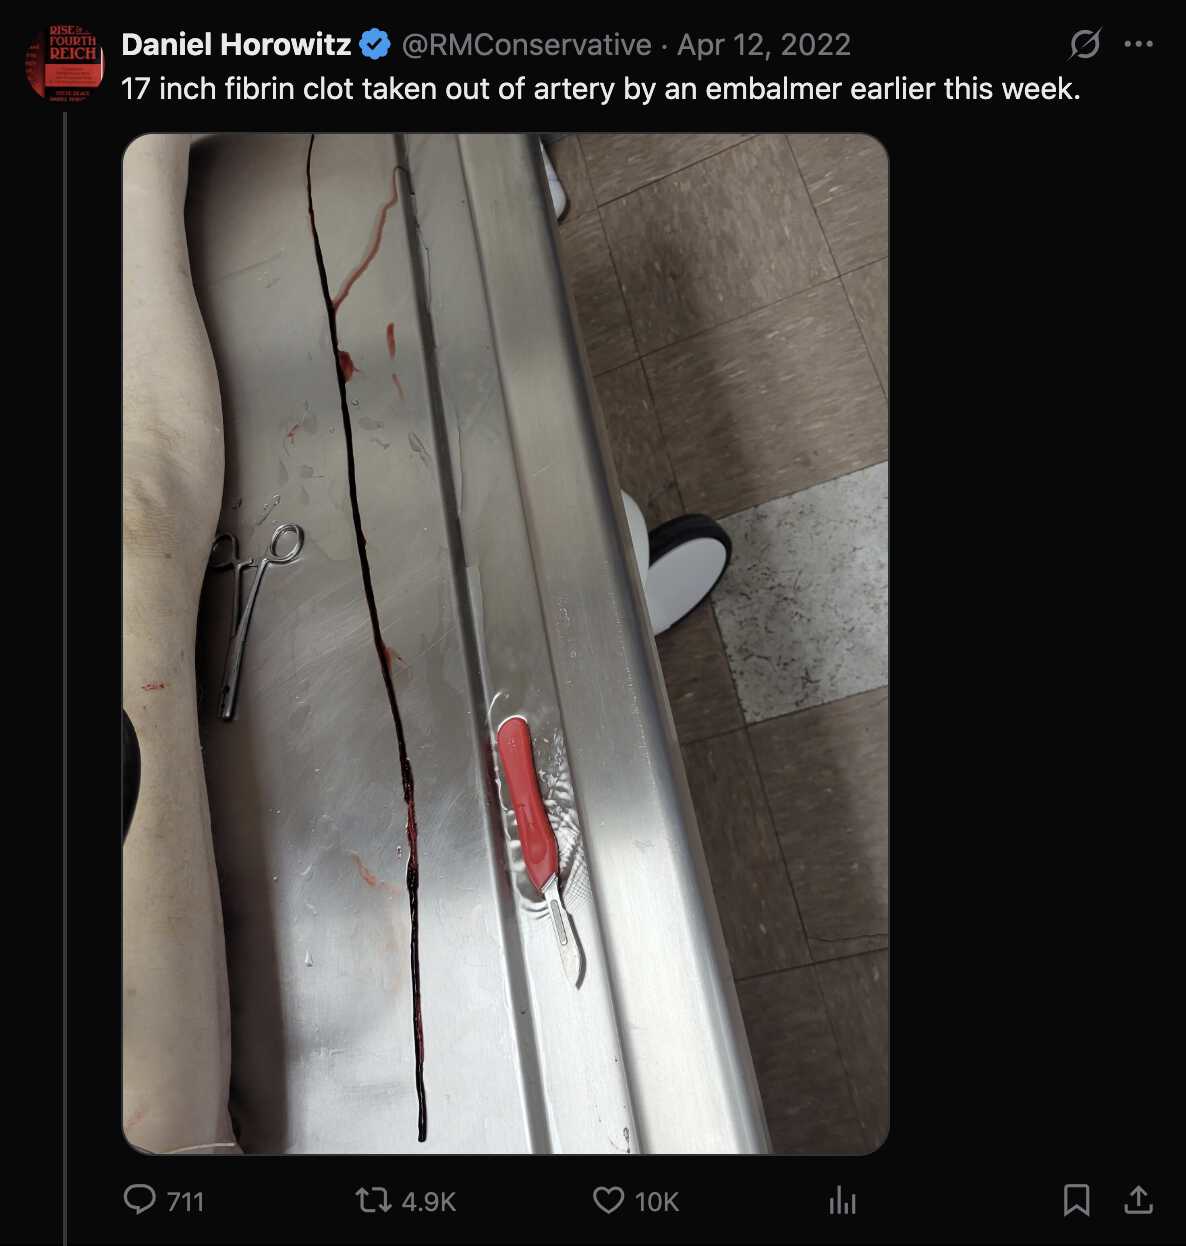 RISE OF THE
FOURTH
REICH
Daniel Horowitz @RMConservative · Apr 12, 2022
17 inch fibrin clot taken out of artery by an embalmer earlier this week.
711 4.9K 10K